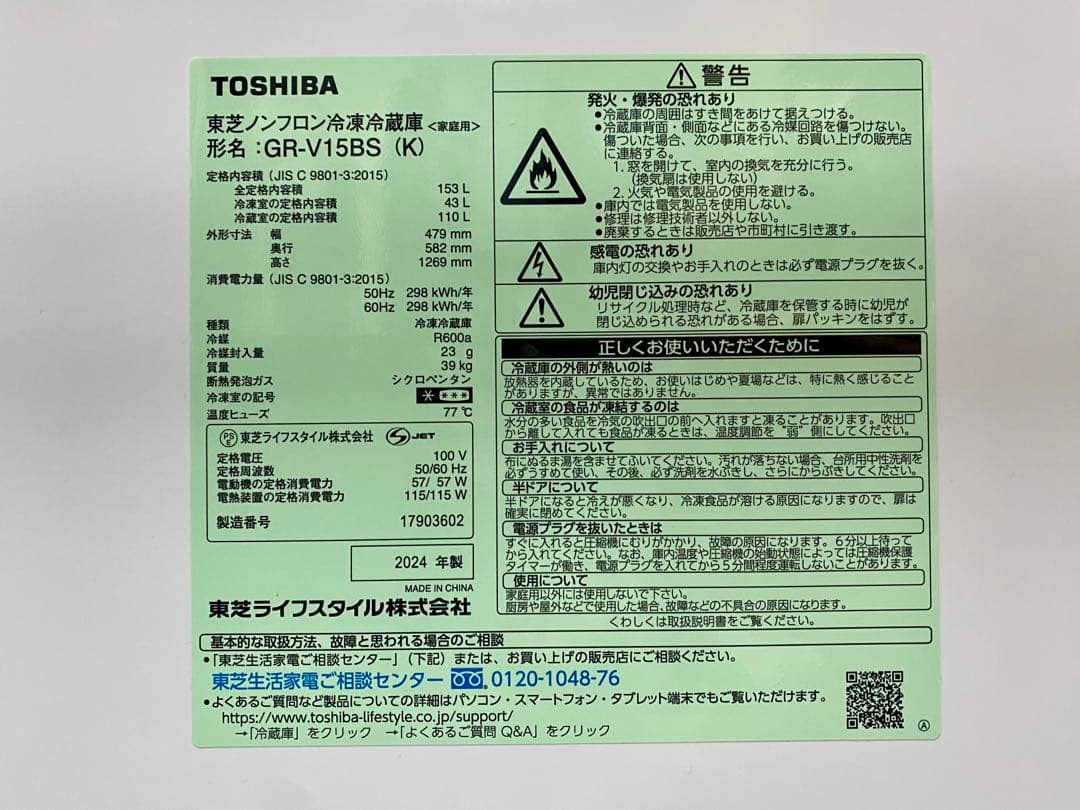 TOSHIBA
東芝ノンフロン冷凍冷蔵庫 <家庭用>
形名：GR-V15BS (K)
定格内容積 (JIS C 9801-3:2015)
全定格内容積 153 L
冷凍室の定格内容積 43 L
冷蔵室の定格内容積 110 L
外形寸法 幅 479 mm
奥行 582 mm
高さ 1269 mm
消費電力量 (JIS C 9801-3:2015)
50Hz 298 kWh/年
60Hz 298 kWh/年
種類 冷凍冷蔵庫
冷媒 R600a
冷媒封入量 23 g
質量 39 kg
断熱発泡ガス シクロペンタン
冷凍室の記号 * ***
温度ヒューズ 77 ℃
PSE 東芝ライフスタイル株式会社 S JET
定格電圧 100 V
定格周波数 50/60 Hz
電動機の定格消費電力 57/ 57 W
電熱装置の定格消費電力 115/115 W
製造番号 17903602
2024 年製
MADE IN CHINA
東芝ライフスタイル株式会社
警告
発火・爆発の恐れあり
●冷蔵庫の周囲はすき間をあけて据えつける。
●冷蔵庫背面・側面などにある冷媒回路を傷つけない。
傷ついた場合、次の事項を行い、お買い上げの販売店
に連絡する。
1. 窓を開けて、室内の換気を充分に行う。
(換気扇は使用しない)
2. 火気や電気製品の使用を避ける。
●庫内では電気製品を使用しない。
●修理は修理技術者以外しない。
●廃棄するときは販売店や市町村に引き渡す。
感電の恐れあり
庫内灯の交換やお手入れのときは必ず電源プラグを抜く。
幼児閉じ込みの恐れあり
リサイクル処理時など、冷蔵庫を保管する時に幼児が
閉じ込められる恐れがある場合、扉パッキンをはずす。
正しくお使いいただくために
冷蔵庫の外側が熱いのは
放熱器を内蔵しているため、お使いはじめや夏場などは、特に熱く感じること
がありますが、異常ではありません。
冷蔵室の食品が凍結するのは
水分の多い食品を冷気の吹出口の前へ入れますと凍ることがあります。吹出口
から離して入れても食品が凍るときは、温度調節を“弱”側にしてください。
お手入れについて
布にぬるま湯を含ませてふいてください。汚れが落ちない場合、台所用中性洗剤を
必ずうすめて使い、その後、必ず洗剤を水ぶきし、さらにからぶきしてください。
半ドアについて
半ドアになると冷えが悪くなり、冷凍食品が溶ける原因になりますので、扉は
確実に閉めてください。
電源プラグを抜いたときは
すぐに入れると圧縮機にむりがかかり、故障の原因になります。6分以上待って
から入れてください。なお、庫内温度や圧縮機の始動状態によっては圧縮機保護
タイマーが働き、電源プラグを入れてから5分間程度運転しないことがあります。
使用について
家庭用以外には使用しないで下さい。
厨房や屋外などで使用した場合、故障などの不具合の原因になります。
くわしくは取扱説明書をご覧ください。
基本的な取扱方法、故障と思われる場合のご相談
●「東芝生活家電ご相談センター」(下記) または、お買い上げの販売店にご相談ください。
東芝生活家電ご相談センター 0120-1048-76
●よくあるご質問など製品についての詳細はパソコン・スマートフォン・タブレット端末でもご覧いただけます。
https://www.toshiba-lifestyle.co.jp/support/
→「冷蔵庫」をクリック →「よくあるご質問 Q&A」をクリック
A